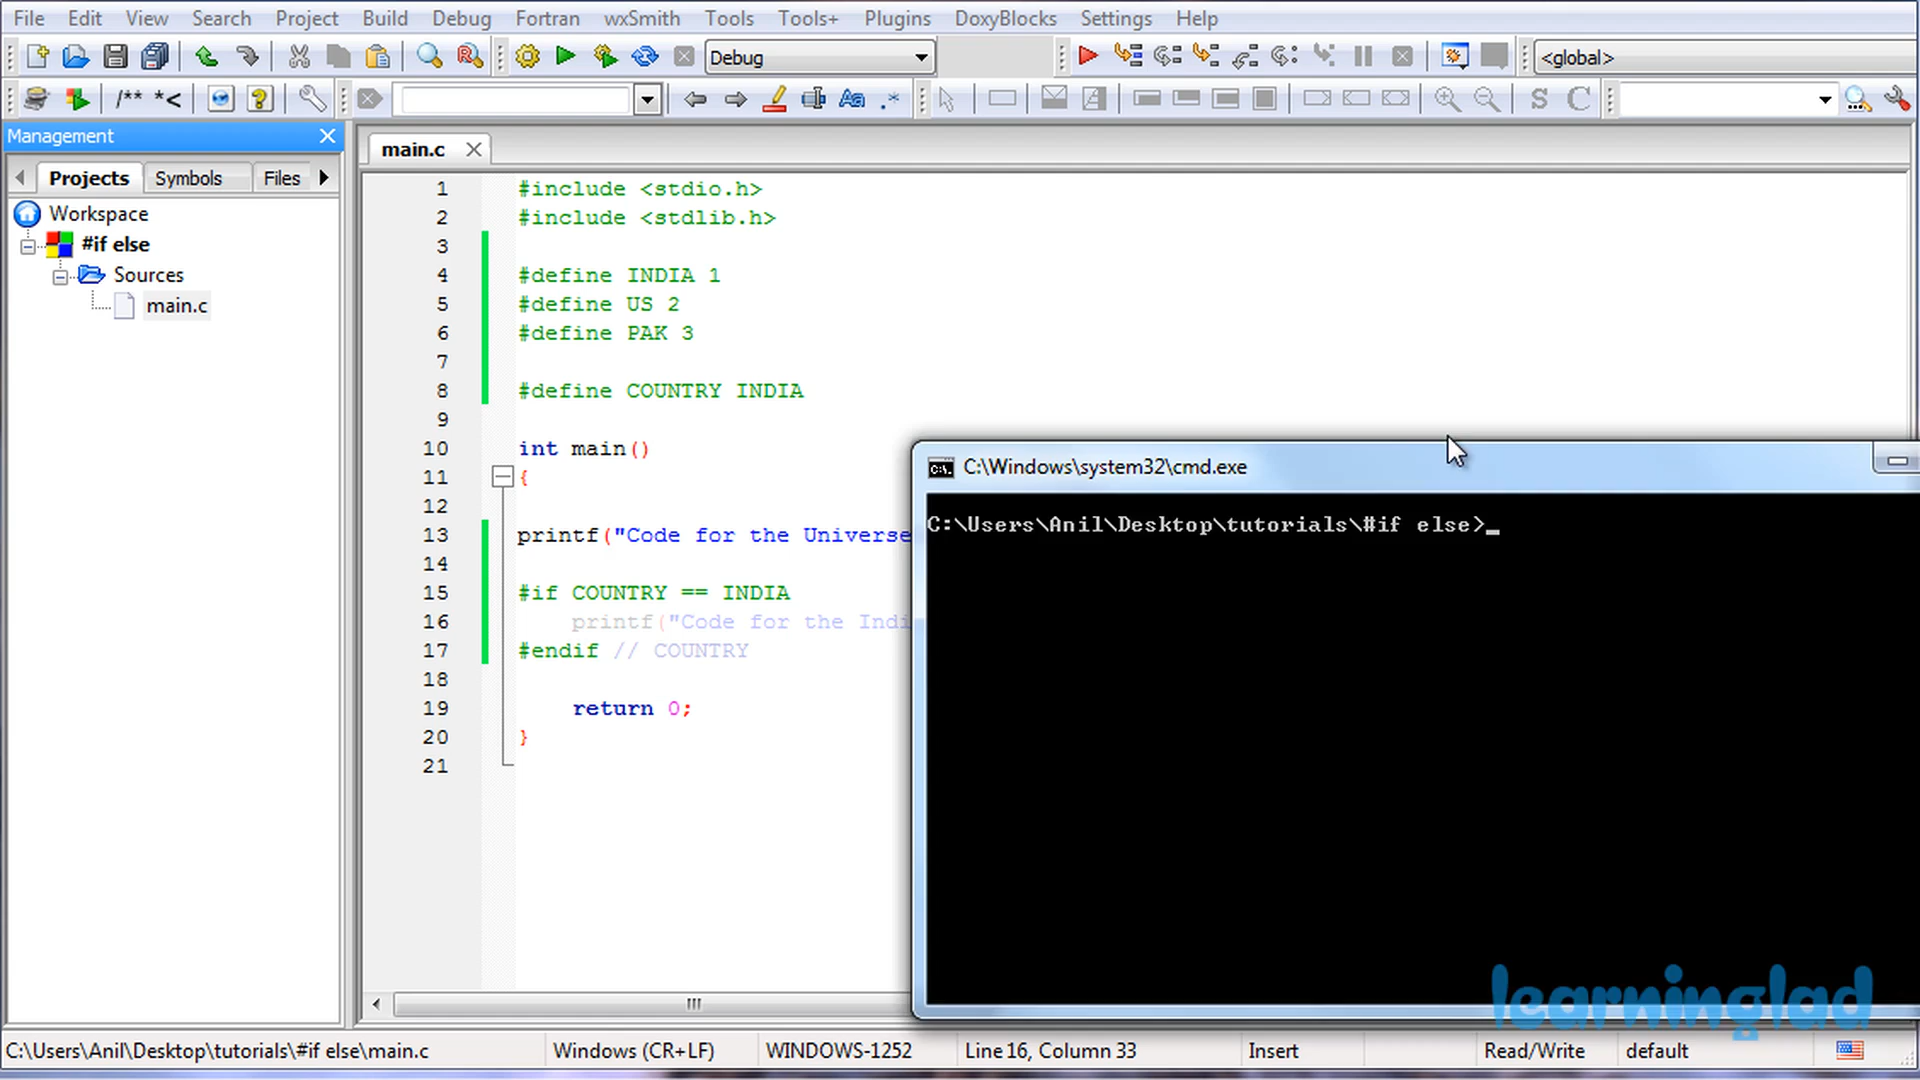 File Edit View Search Project Build Debug Fortran wxSmith Tools Tools+ Plugins DoxyBlocks Settings Help
Debug <global>
/** *< Aa .* S C
Management
Projects Symbols Files
Workspace
#if else
Sources
main.c
main.c
1 #include <stdio.h>
2 #include <stdlib.h>
3
4 #define INDIA 1
5 #define US 2
6 #define PAK 3
7
8 #define COUNTRY INDIA
9
10 int main()
11 {
12
13 printf("Code for the Universe
14
15 #if COUNTRY == INDIA
16 printf("Code for the Indi
17 #endif // COUNTRY
18
19 return 0;
20 }
21
C:\Windows\system32\cmd.exe
C:\Users\Anil\Desktop\tutorials\#if else>_
learninglad
C:\Users\Anil\Desktop\tutorials\#if else\main.c Windows (CR+LF) WINDOWS-1252 Line 16, Column 33 Insert Read/Write default